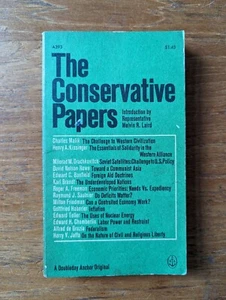 A393
$1.45
The
Conservative
Papers
Introduction by
Representative
Melvin R. Laird
Charles Malik The Challenge to Western Civilization
Henry A. Kissinger The Essentials of Solidarity in the
Western Alliance
Milorad M. Drachkovitch Soviet Satellites: Challenge to U.S. Policy
David Nelson Rowe Toward a Communist Asia
Edward C. Banfield Foreign Aid Doctrines
Karl Brandt The Underdeveloped Nations
Roger A. Freeman Economic Priorities: Needs Vs. Expediency
Raymond J. Saulnier Do Deficits Matter?
Milton Friedman Can a Controlled Economy Work?
Gottfried Haberler Inflation
Edward Teller The Uses of Nuclear Energy
Edward H. Chamberlin Labor Power and Restraint
Alfred de Grazia Federalism
Harry V. Jaffa On the Nature of Civil and Religious Liberty
A Doubleday Anchor Original